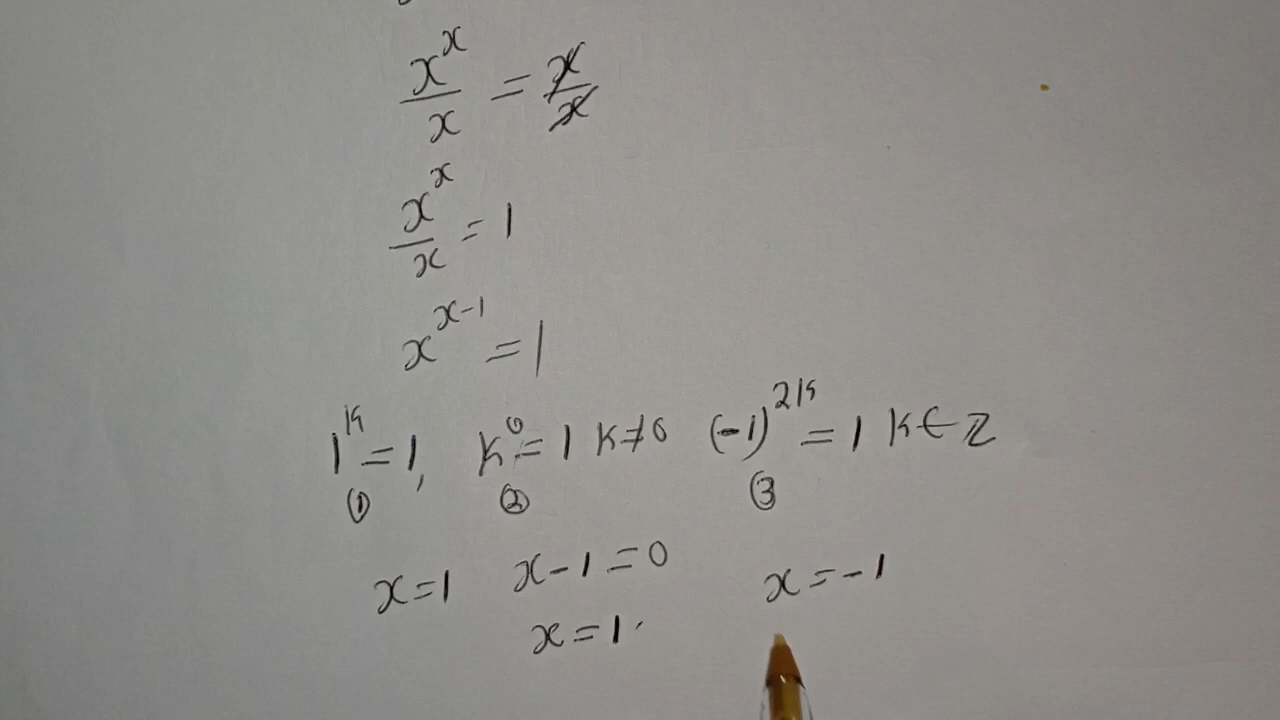 x^x/x = x/x
x^x/x = 1
x^(x-1) = 1
1^k = 1, k^0 = 1 k≠0 (-1)^2k = 1 k∈Z
① ② ③
x=1 x-1=0 x=-1
x=1.